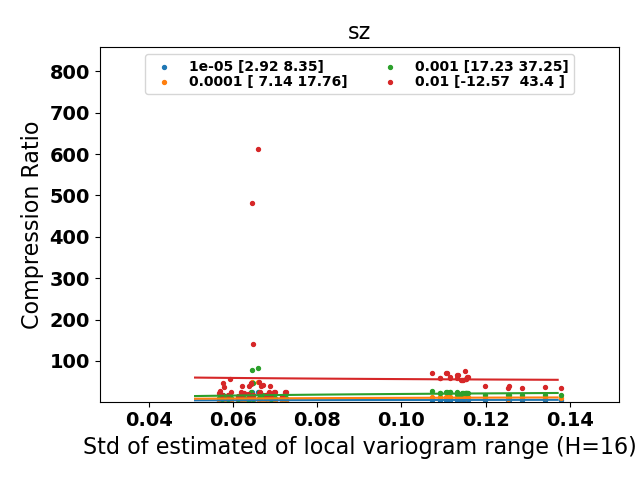 sz
1e-05 [2.92 8.35]
0.0001 [ 7.14 17.76]
0.001 [17.23 37.25]
0.01 [-12.57  43.4 ]
Compression Ratio
800
700
600
500
400
300
200
100
0.04 0.06 0.08 0.10 0.12 0.14
Std of estimated of local variogram range (H=16)